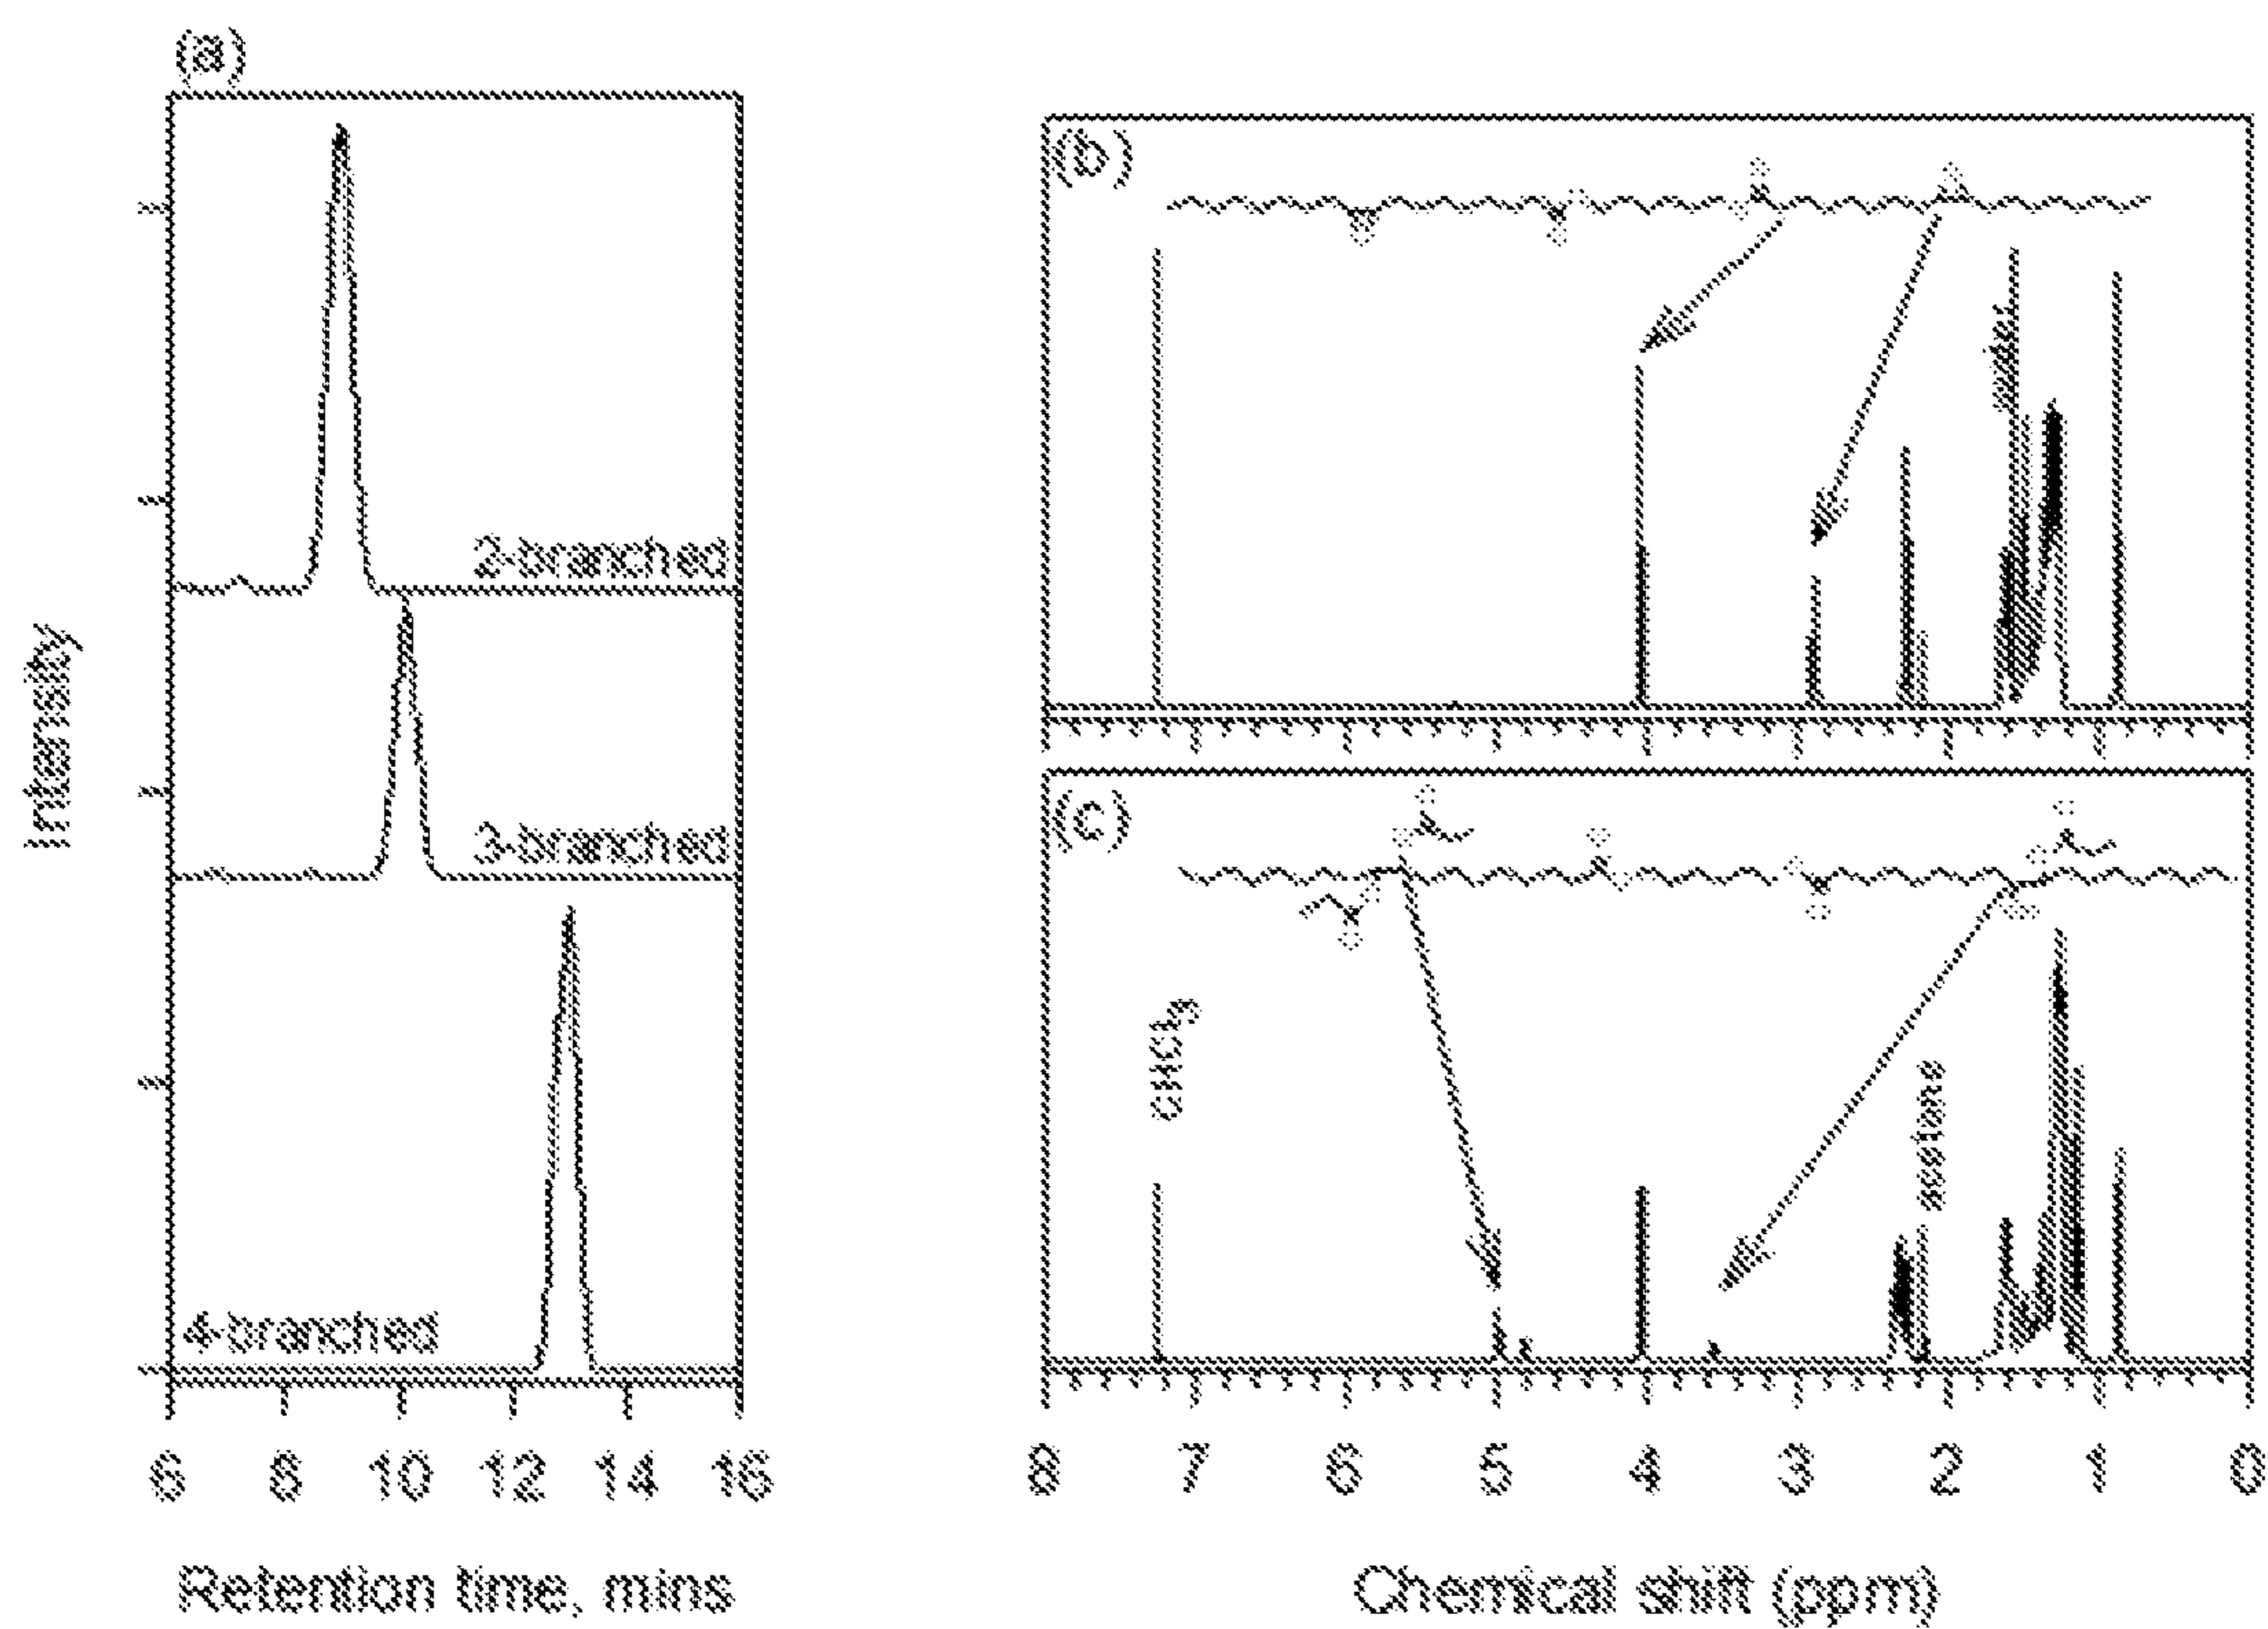 (a)
Intensity
2-branched
3-branched
4-branched
6 8 10 12 14 16
Retention time, mins
(b)
water
(c)
CHCl3
acetone
8 7 6 5 4 3 2 1 0
Chemical shift (ppm)